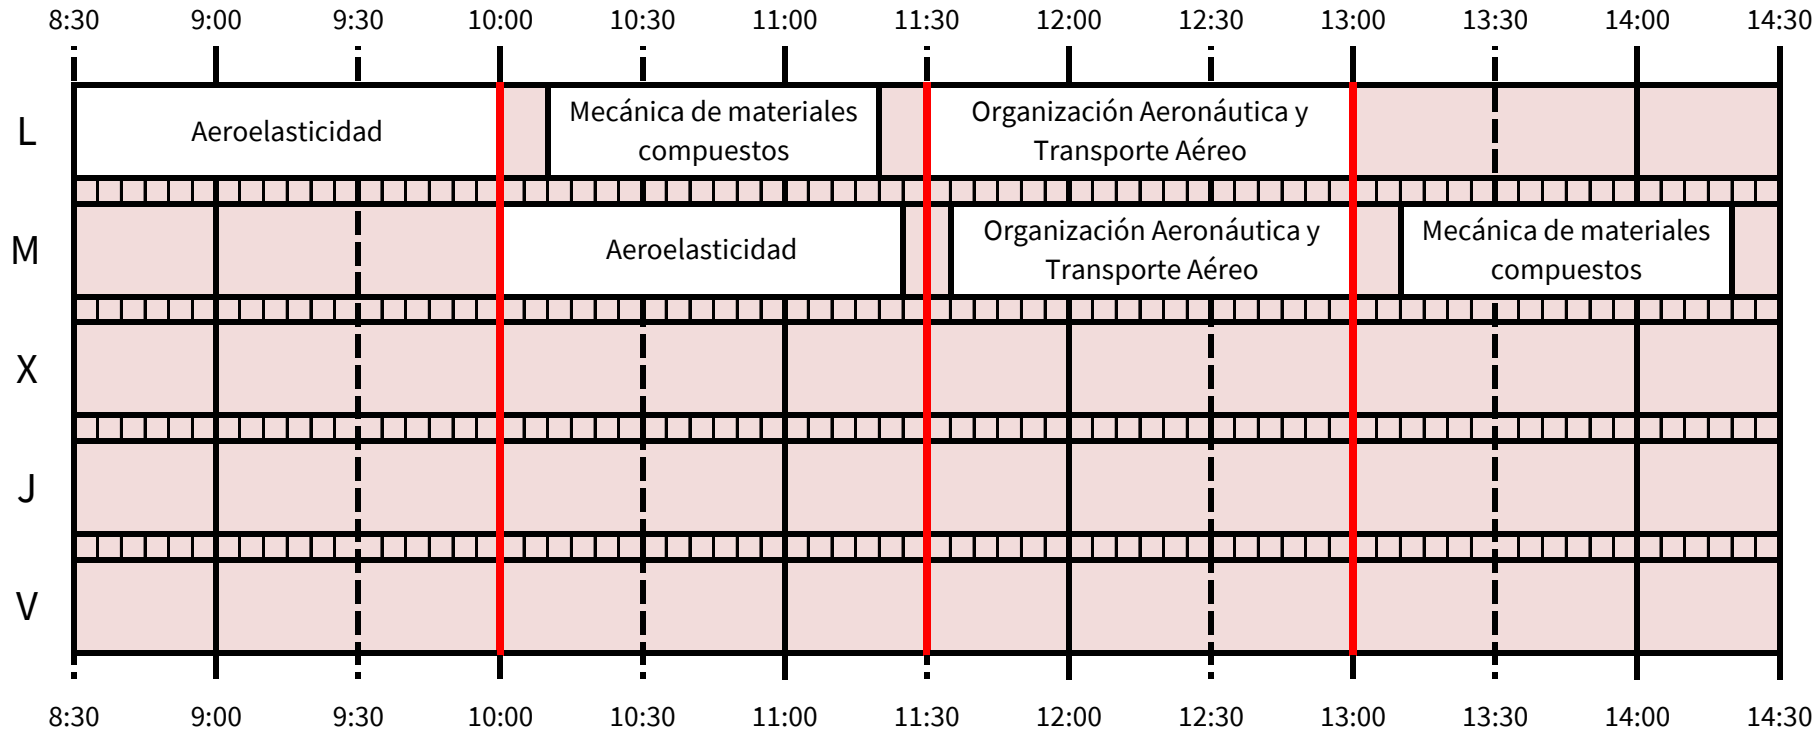 8:30 9:00 9:30 10:00 10:30 11:00 11:30 12:00 12:30 13:00 13:30 14:00 14:30
L
Aeroelasticidad
Mecánica de materiales
compuestos
Organización Aeronáutica y
Transporte Aéreo
M
Aeroelasticidad
Organización Aeronáutica y
Transporte Aéreo
Mecánica de materiales
compuestos
X
J
V
8:30 9:00 9:30 10:00 10:30 11:00 11:30 12:00 12:30 13:00 13:30 14:00 14:30